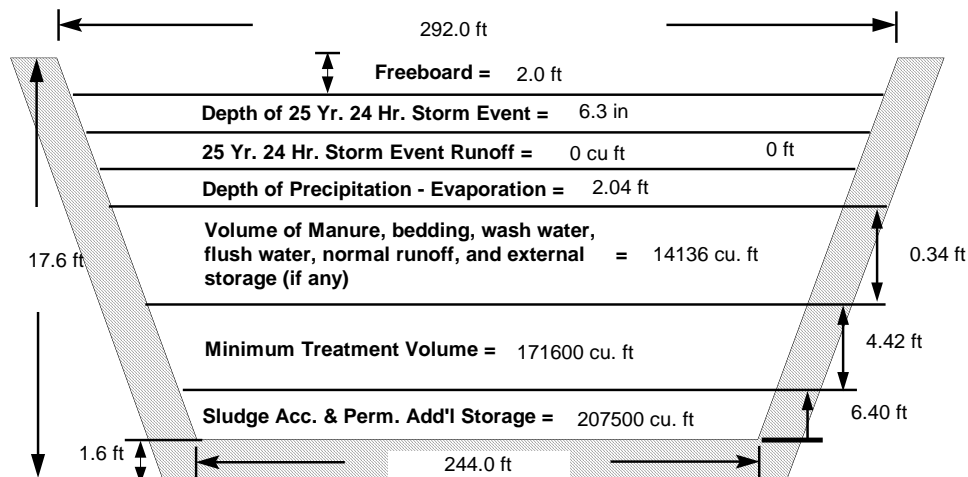 292.0 ft
Freeboard = 2.0 ft
Depth of 25 Yr. 24 Hr. Storm Event = 6.3 in
25 Yr. 24 Hr. Storm Event Runoff = 0 cu ft 0 ft
Depth of Precipitation - Evaporation = 2.04 ft
Volume of Manure, bedding, wash water,
flush water, normal runoff, and external = 14136 cu. ft
storage (if any)
17.6 ft
0.34 ft
Minimum Treatment Volume = 171600 cu. ft
4.42 ft
Sludge Acc. & Perm. Add'l Storage = 207500 cu. ft
6.40 ft
1.6 ft
244.0 ft